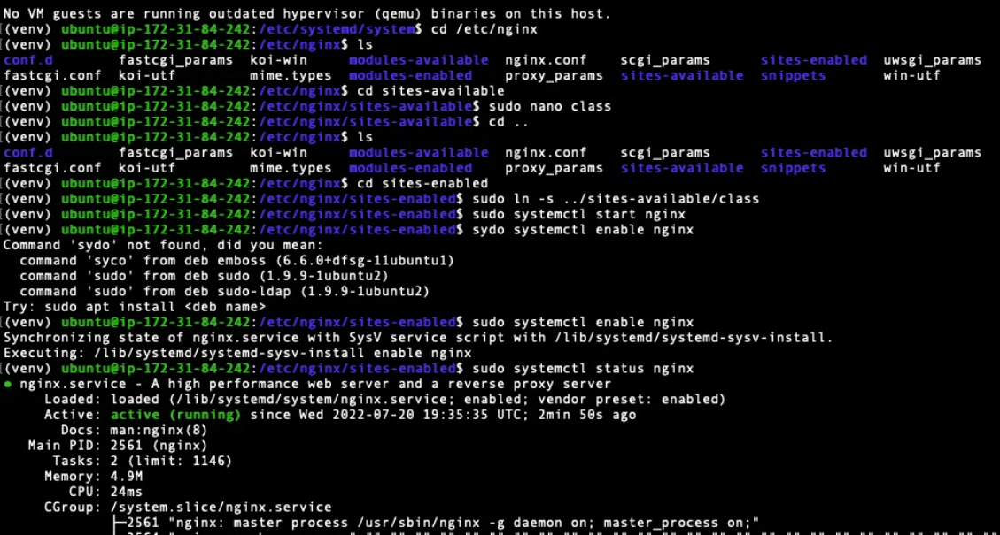 No VM guests are running outdated hypervisor (qemu) binaries on this host.
(venv) ubuntu@ip-172-31-84-242:/etc/systemd/system$ cd /etc/nginx
(venv) ubuntu@ip-172-31-84-242:/etc/nginx$ ls
conf.d fastcgi_params koi-win modules-available nginx.conf scgi_params sites-enabled uwsgi_params
fastcgi.conf koi-utf mime.types modules-enabled proxy_params sites-available snippets win-utf
(venv) ubuntu@ip-172-31-84-242:/etc/nginx$ cd sites-available
(venv) ubuntu@ip-172-31-84-242:/etc/nginx/sites-available$ sudo nano class
(venv) ubuntu@ip-172-31-84-242:/etc/nginx/sites-available$ cd ..
(venv) ubuntu@ip-172-31-84-242:/etc/nginx$ ls
conf.d fastcgi_params koi-win modules-available nginx.conf scgi_params sites-enabled uwsgi_params
fastcgi.conf koi-utf mime.types modules-enabled proxy_params sites-available snippets win-utf
(venv) ubuntu@ip-172-31-84-242:/etc/nginx$ cd sites-enabled
(venv) ubuntu@ip-172-31-84-242:/etc/nginx/sites-enabled$ sudo ln -s ../sites-available/class
(venv) ubuntu@ip-172-31-84-242:/etc/nginx/sites-enabled$ sudo systemctl start nginx
(venv) ubuntu@ip-172-31-84-242:/etc/nginx/sites-enabled$ sydo systemctl enable nginx
Command 'sydo' not found, did you mean:
command 'syco' from deb emboss (6.6.0+dfsg-11ubuntu1)
command 'sudo' from deb sudo (1.9.9-1ubuntu2)
command 'sudo' from deb sudo-ldap (1.9.9-1ubuntu2)
Try: sudo apt install <deb name>
(venv) ubuntu@ip-172-31-84-242:/etc/nginx/sites-enabled$ sudo systemctl enable nginx
Synchronizing state of nginx.service with SysV service script with /lib/systemd/systemd-sysv-install.
Executing: /lib/systemd/systemd-sysv-install enable nginx
(venv) ubuntu@ip-172-31-84-242:/etc/nginx/sites-enabled$ sudo systemctl status nginx
● nginx.service - A high performance web server and a reverse proxy server
Loaded: loaded (/lib/systemd/system/nginx.service; enabled; vendor preset: enabled)
Active: active (running) since Wed 2022-07-20 19:35:35 UTC; 2min 50s ago
Docs: man:nginx(8)
Main PID: 2561 (nginx)
Tasks: 2 (limit: 1146)
Memory: 4.9M
CPU: 24ms
CGroup: /system.slice/nginx.service
├─2561 "nginx: master process /usr/sbin/nginx -g daemon on; master_process on;"